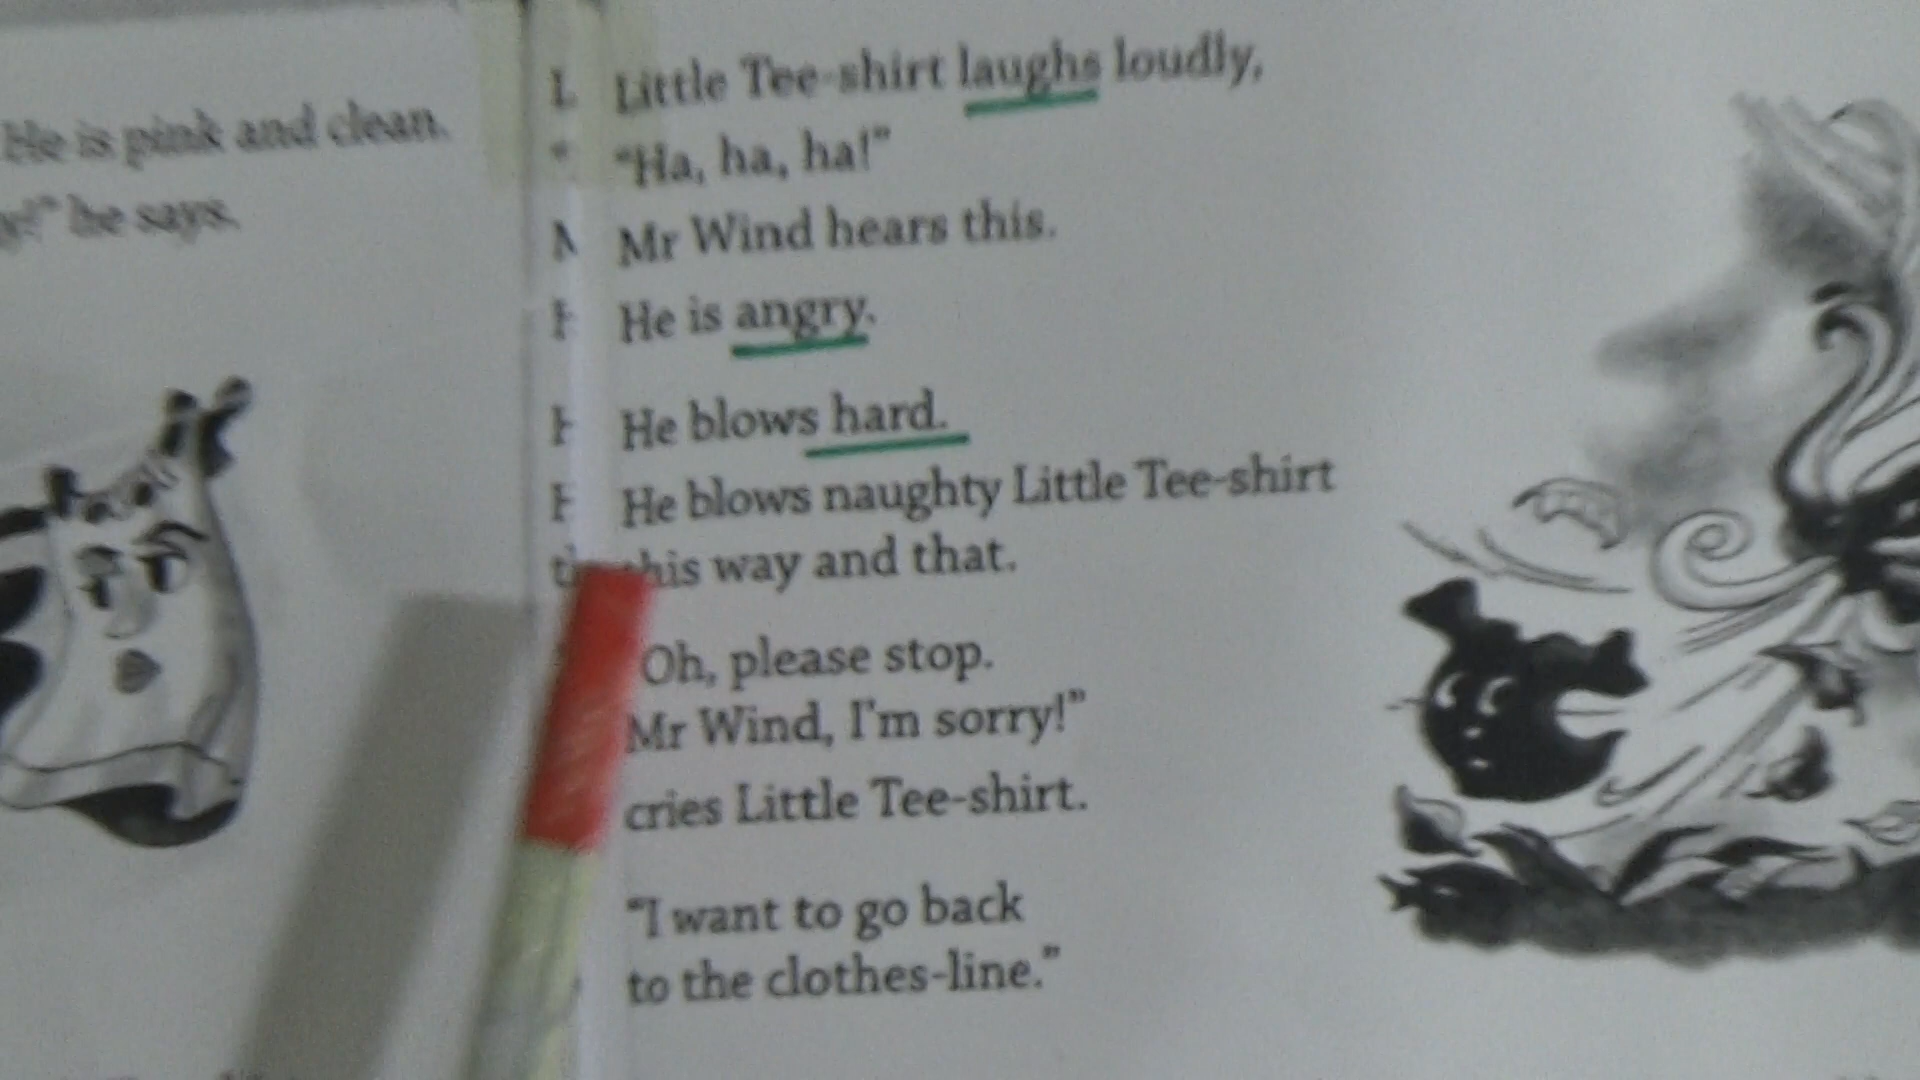 He is pink and clean.
he says.
Little Tee-shirt laughs loudly,
"Ha, ha, ha!"
Mr Wind hears this.
He is angry.
He blows hard.
He blows naughty Little Tee-shirt
this way and that.
Oh, please stop.
Mr Wind, I'm sorry!"
cries Little Tee-shirt.
"I want to go back
to the clothes-line."